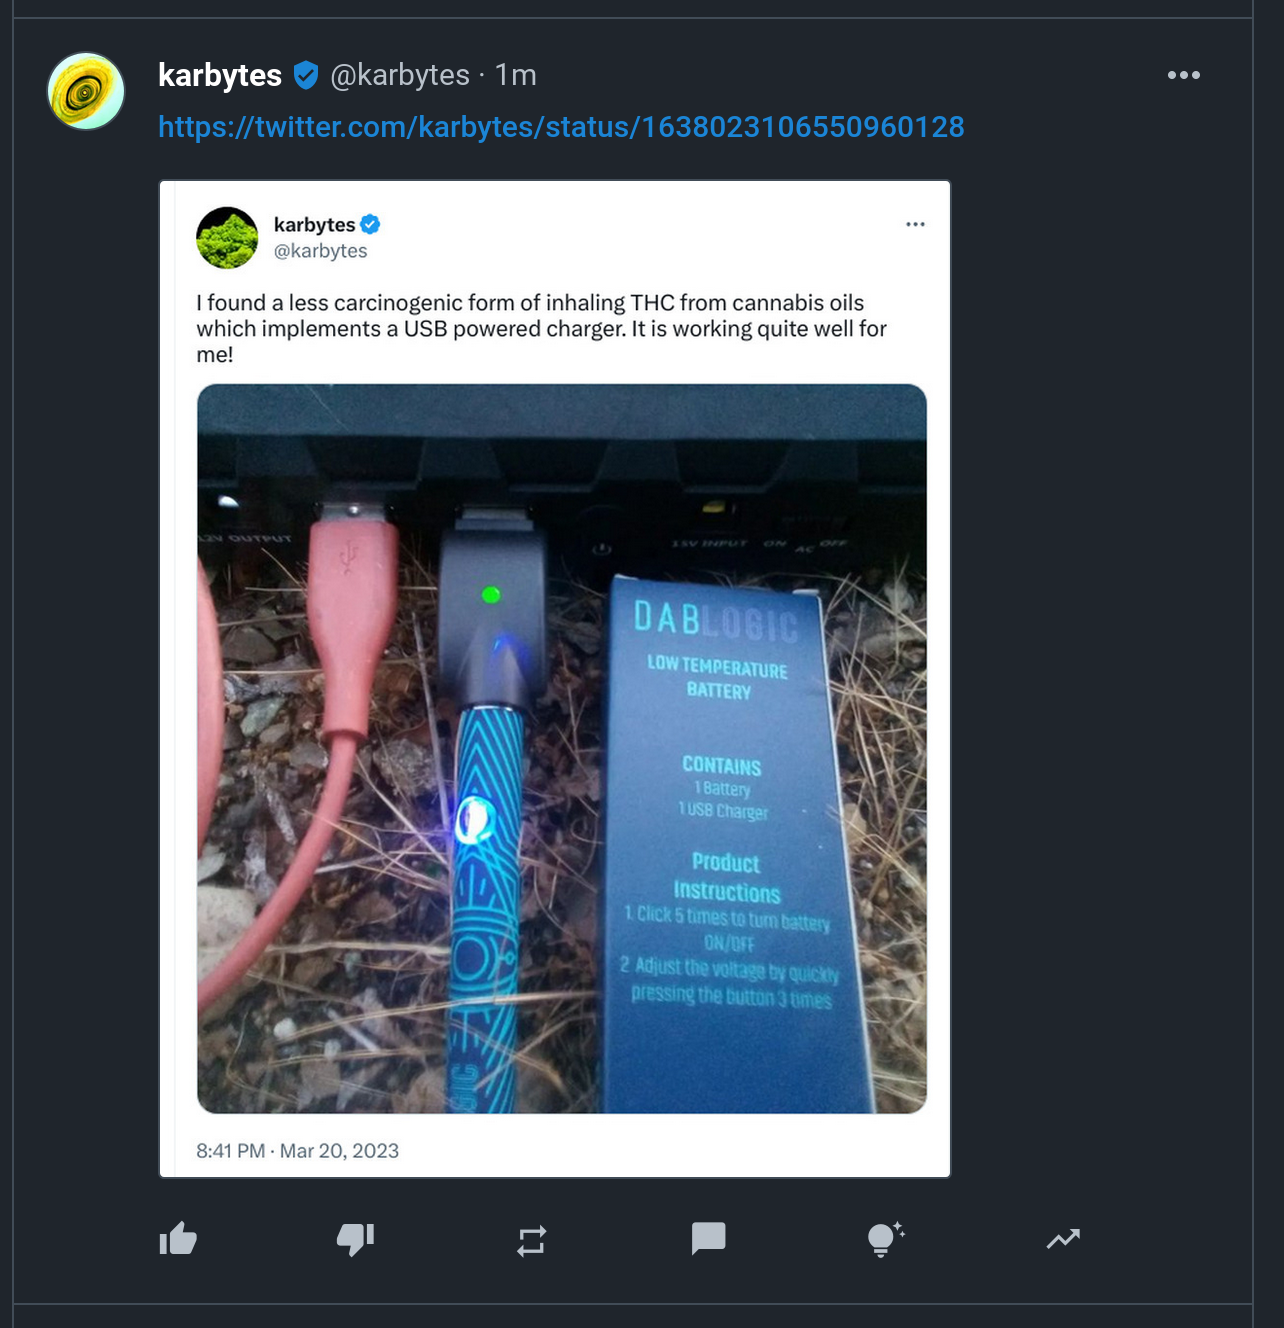 karbytes @karbytes · 1m
https://twitter.com/karbytes/status/1638023106550960128
karbytes
@karbytes
I found a less carcinogenic form of inhaling THC from cannabis oils
which implements a USB powered charger. It is working quite well for
me!
12V OUTPUT
15V INPUT ON AC OFF
DABLOGIC
LOW TEMPERATURE
BATTERY
CONTAINS
1 Battery
1 USB Charger
Product
Instructions
1. Click 5 times to turn battery
ON/OFF
2 Adjust the voltage by quickly
pressing the button 3 times
GIC
8:41 PM · Mar 20, 2023